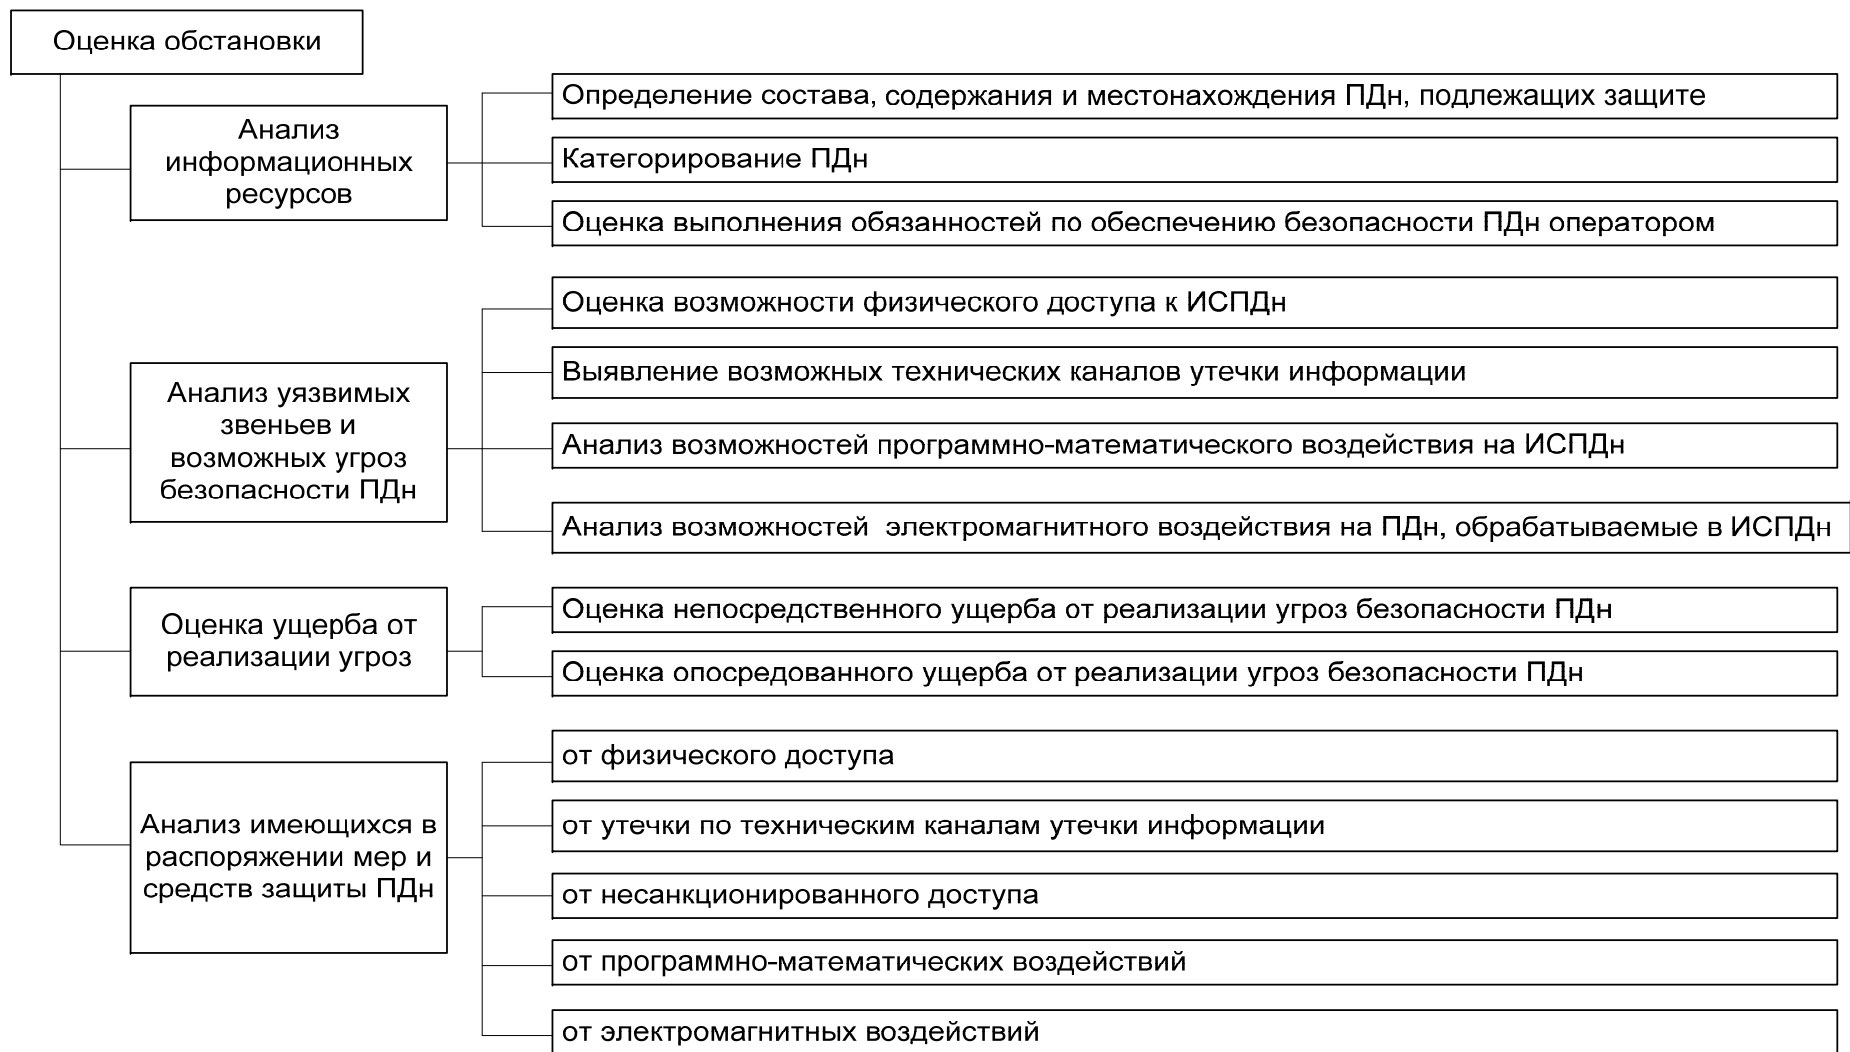 Оценка обстановки
Анализ
информационных
ресурсов
Определение состава, содержания и местонахождения ПДн, подлежащих защите
Категорирование ПДн
Оценка выполнения обязанностей по обеспечению безопасности ПДн оператором
Анализ уязвимых
звеньев и
возможных угроз
безопасности ПДн
Оценка возможности физического доступа к ИСПДн
Выявление возможных технических каналов утечки информации
Анализ возможностей программно-математического воздействия на ИСПДн
Анализ возможностей электромагнитного воздействия на ПДн, обрабатываемые в ИСПДн
Оценка ущерба от
реализации угроз
Оценка непосредственного ущерба от реализации угроз безопасности ПДн
Оценка опосредованного ущерба от реализации угроз безопасности ПДн
Анализ имеющихся в
распоряжении мер и
средств защиты ПДн
от физического доступа
от утечки по техническим каналам утечки информации
от несанкционированного доступа
от программно-математических воздействий
от электромагнитных воздействий